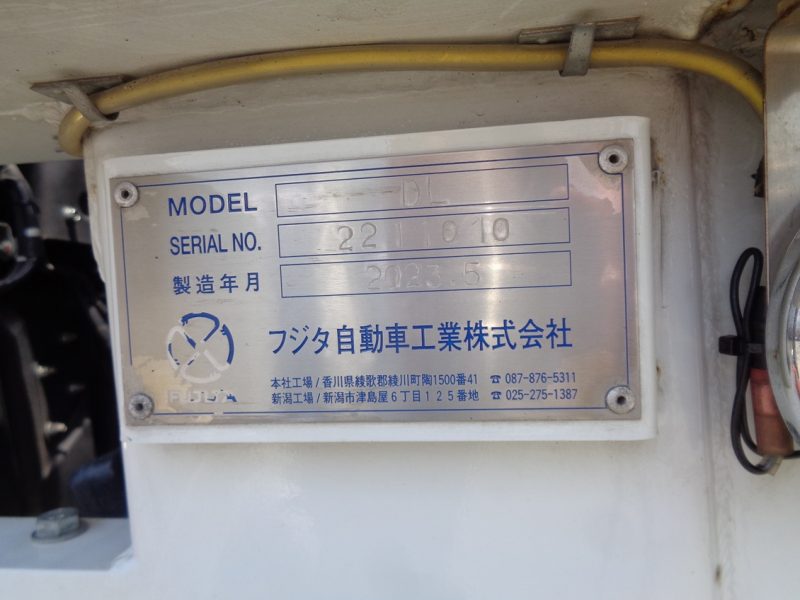 MODEL ----DL
SERIAL NO. 2211010
製造年月 2023.5
フジタ自動車工業株式会社
本社工場/香川県綾歌郡綾川町陶1500番41 ☎ 087-876-5311
新潟工場/新潟市津島屋6丁目125番地 ☎ 025-275-1387